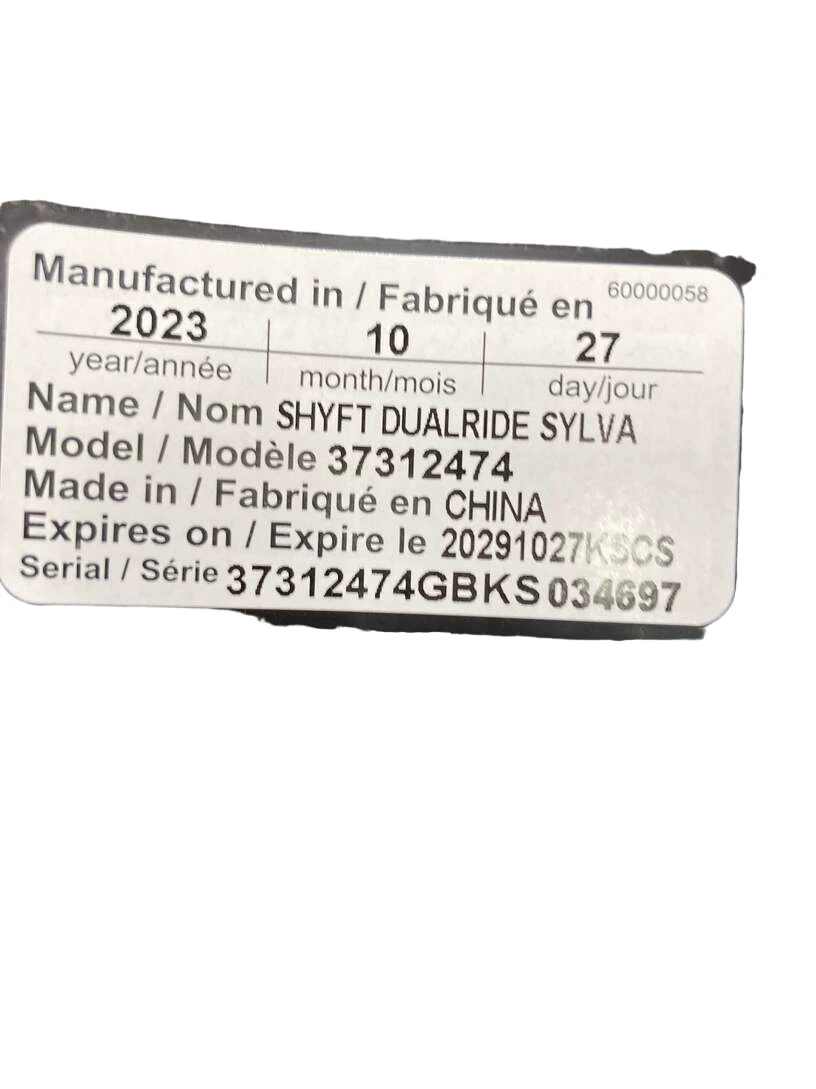 Manufactured in / Fabriqué en 60000058
2023 10 27
year/année month/mois day/jour
Name / Nom SHYFT DUALRIDE SYLVA
Model / Modèle 37312474
Made in / Fabriqué en CHINA
Expires on / Expire le 20291027KSCS
Serial / Série 37312474GBKS034697